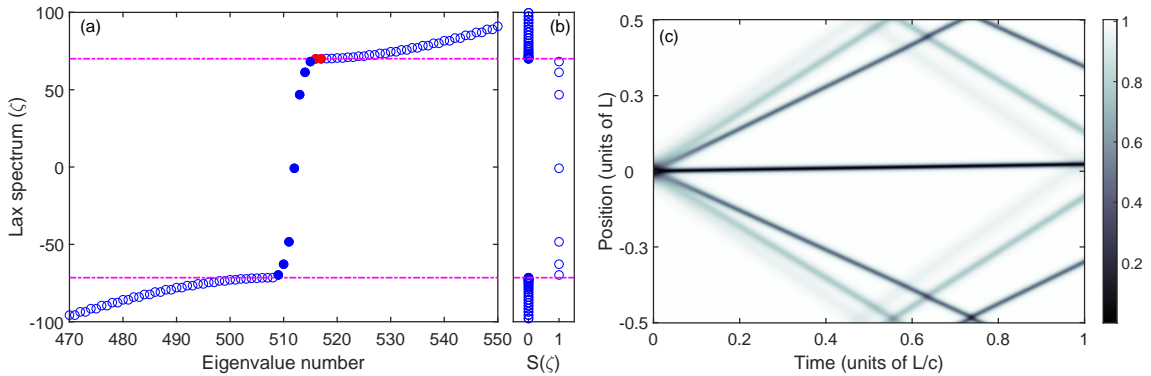 (a)
Lax spectrum (ζ)
100
50
0
-50
-100
470 480 490 500 510 520 530 540 550
Eigenvalue number
(b)
0 1
S(ζ)
(c)
Position (units of L)
0.5
0.3
0
-0.3
-0.5
0 0.2 0.4 0.6 0.8 1
Time (units of L/c)
1
0.8
0.6
0.4
0.2